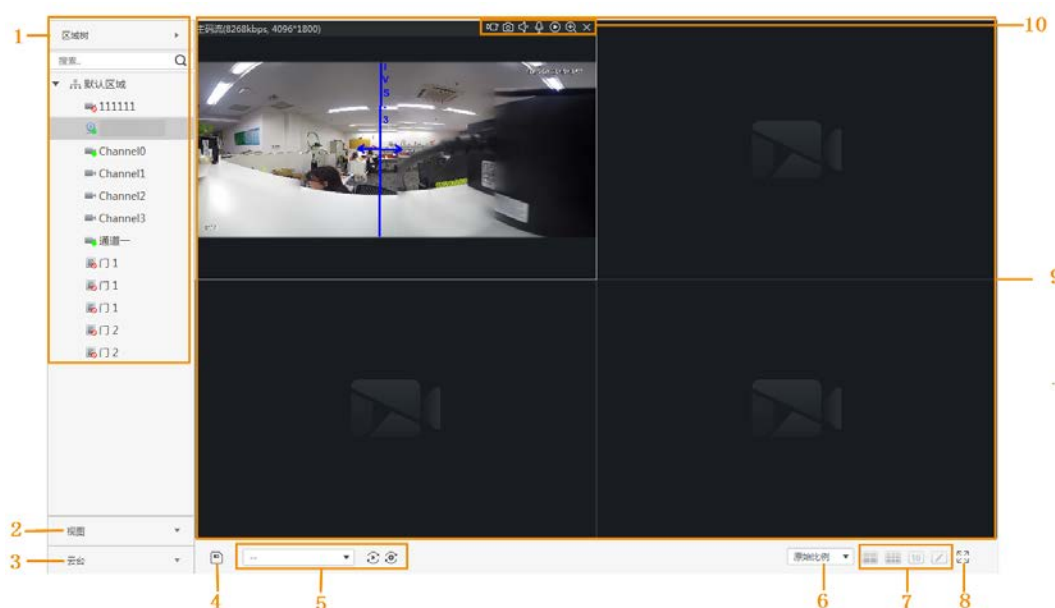 1
区域树
主码流(8268kbps, 4096*1800)
10
搜索..
默认区域
111111
Channel0
Channel1
Channel2
Channel3
通道一
门 1
门 1
门 1
门 2
门 2
IVS-3
9
2
视图
3
云台
--
原始比例
4
5
6
7
8